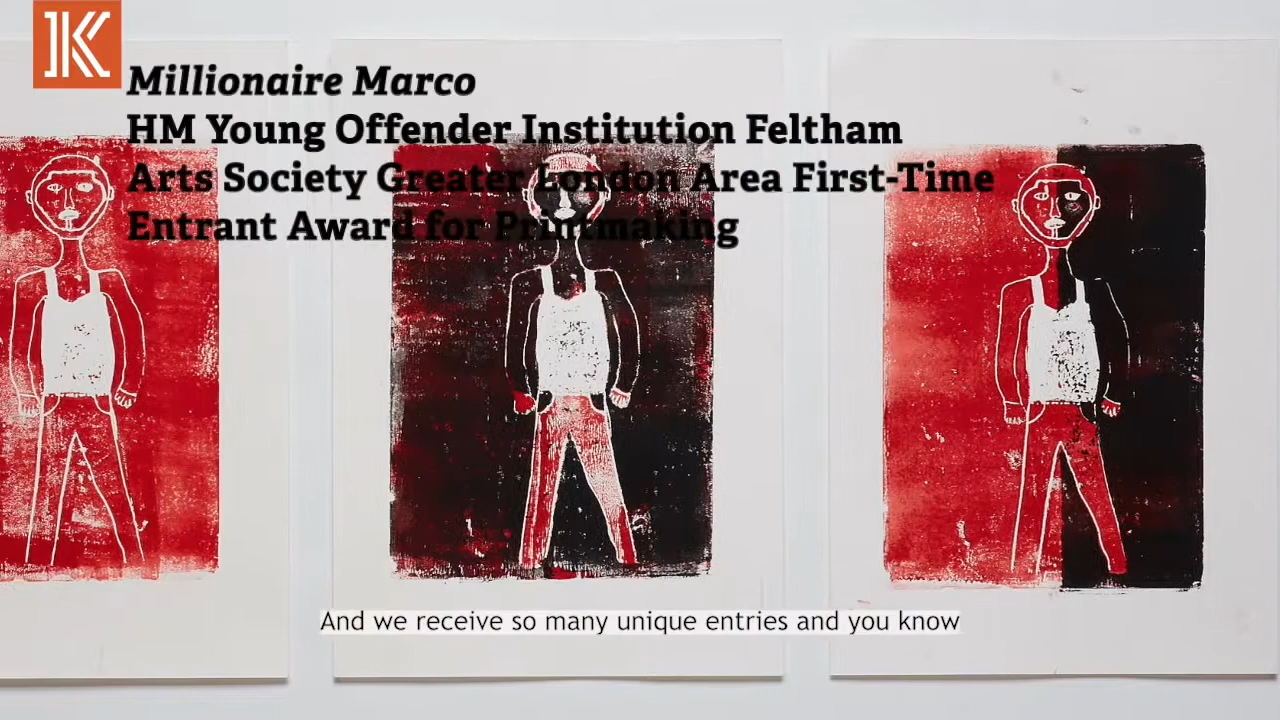 K
Millionaire Marco
HM Young Offender Institution Feltham
Arts Society Greater London Area First-Time
Entrant Award for Printmaking
And we receive so many unique entries and you know